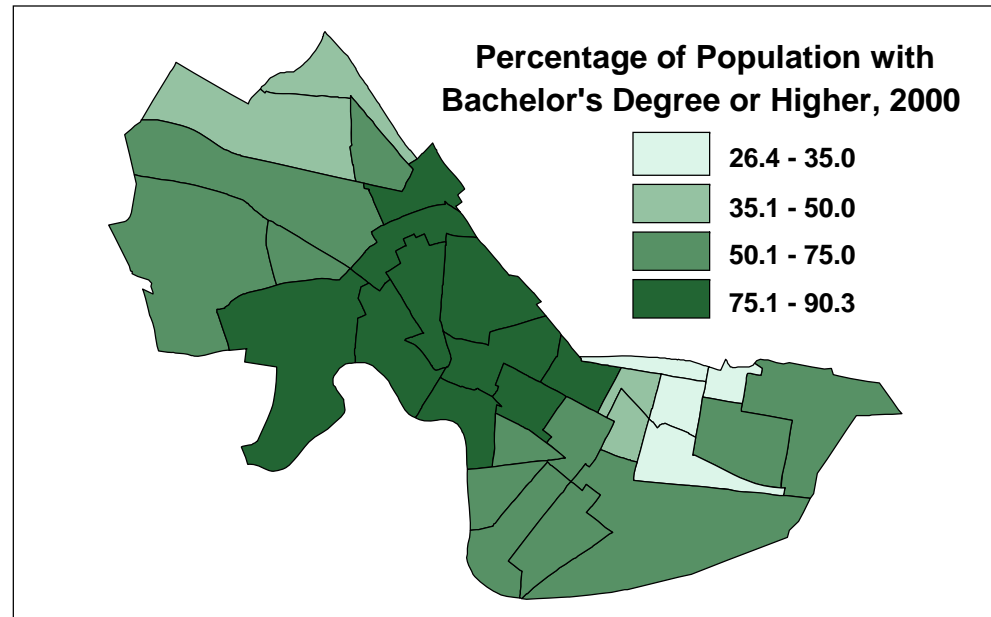 Percentage of Population with
Bachelor's Degree or Higher, 2000
26.4 - 35.0
35.1 - 50.0
50.1 - 75.0
75.1 - 90.3